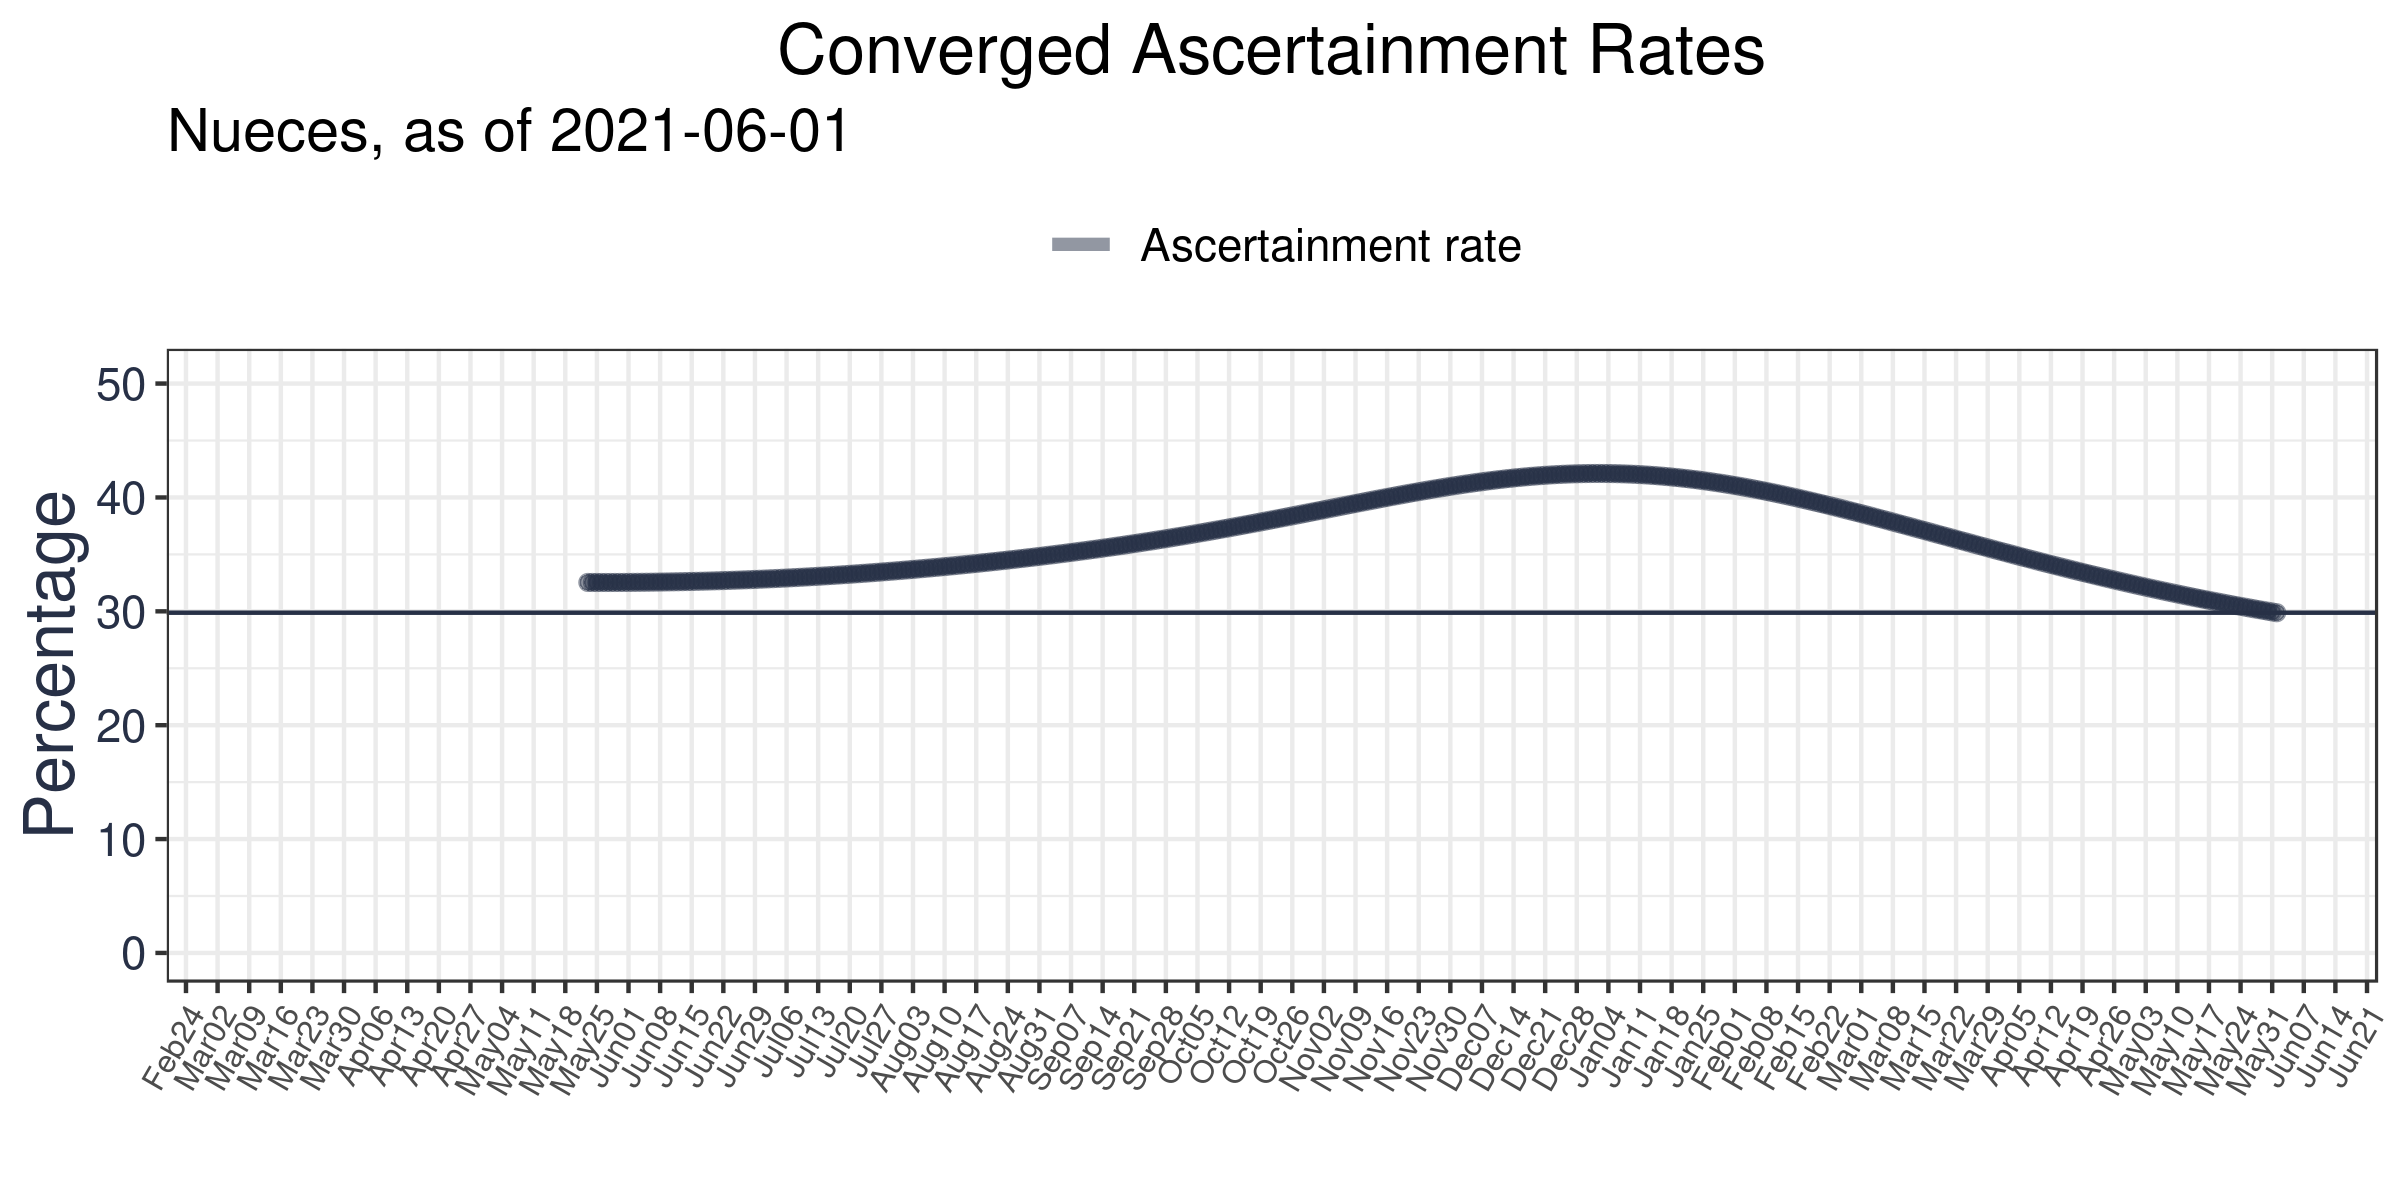 Converged Ascertainment Rates
Nueces, as of 2021-06-01
Ascertainment rate
Percentage
50
40
30
20
10
0
Feb24 Mar02 Mar09 Mar16 Mar23 Mar30 Apr06 Apr13 Apr20 Apr27 May04 May11 May18 May25 Jun01 Jun08 Jun15 Jun22 Jun29 Jul06 Jul13 Jul20 Jul27 Aug03 Aug10 Aug17 Aug24 Aug31 Sep07 Sep14 Sep21 Sep28 Oct05 Oct12 Oct19 Oct26 Nov02 Nov09 Nov16 Nov23 Nov30 Dec07 Dec14 Dec21 Dec28 Jan04 Jan11 Jan18 Jan25 Feb01 Feb08 Feb15 Feb22 Mar01 Mar08 Mar15 Mar22 Mar29 Apr05 Apr12 Apr19 Apr26 May03 May10 May17 May24 May31 Jun07 Jun14 Jun21